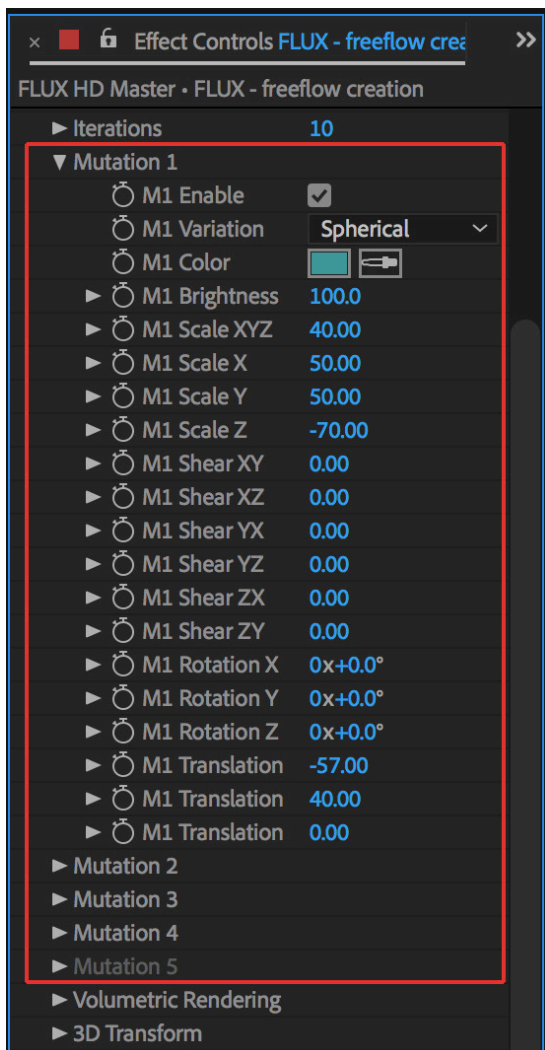 Effect Controls FLUX - freeflow crea
FLUX HD Master • FLUX - freeflow creation
Iterations 10
Mutation 1
M1 Enable
M1 Variation Spherical
M1 Color
M1 Brightness 100.0
M1 Scale XYZ 40.00
M1 Scale X 50.00
M1 Scale Y 50.00
M1 Scale Z -70.00
M1 Shear XY 0.00
M1 Shear XZ 0.00
M1 Shear YX 0.00
M1 Shear YZ 0.00
M1 Shear ZX 0.00
M1 Shear ZY 0.00
M1 Rotation X 0x+0.0°
M1 Rotation Y 0x+0.0°
M1 Rotation Z 0x+0.0°
M1 Translation -57.00
M1 Translation 40.00
M1 Translation 0.00
Mutation 2
Mutation 3
Mutation 4
Mutation 5
Volumetric Rendering
3D Transform